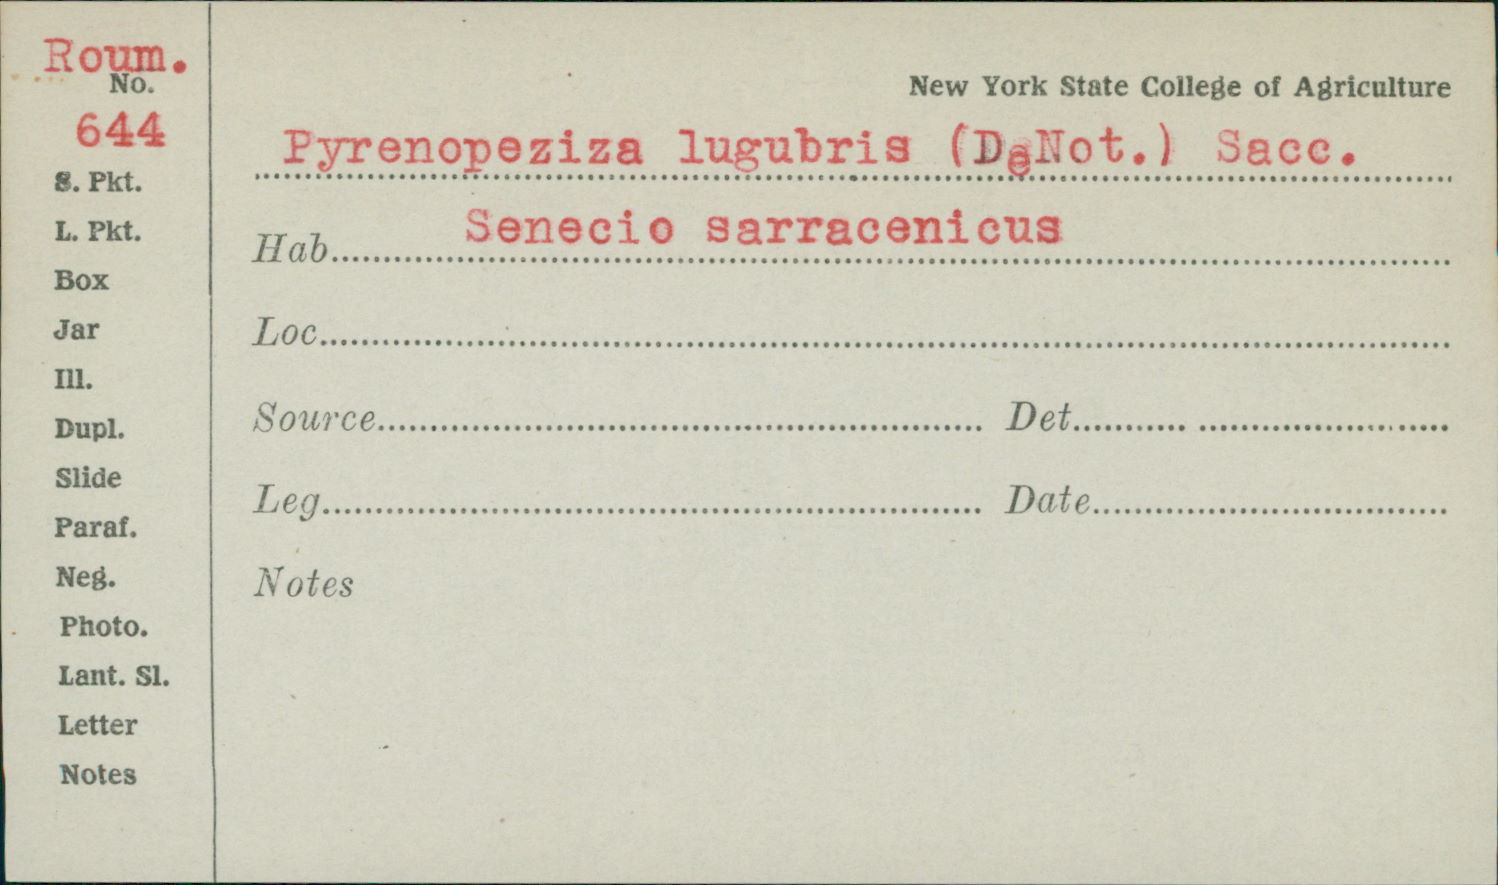 Roum.
No.
644
S. Pkt.
L. Pkt.
Box
Jar
Ill.
Dupl.
Slide
Paraf.
Neg.
Photo.
Lant. Sl.
Letter
Notes
New York State College of Agriculture
Pyrenopeziza lugubris (DeNot.) Sacc.
Hab. Senecio sarracenicus
Loc.
Source Det.
Leg. Date
Notes